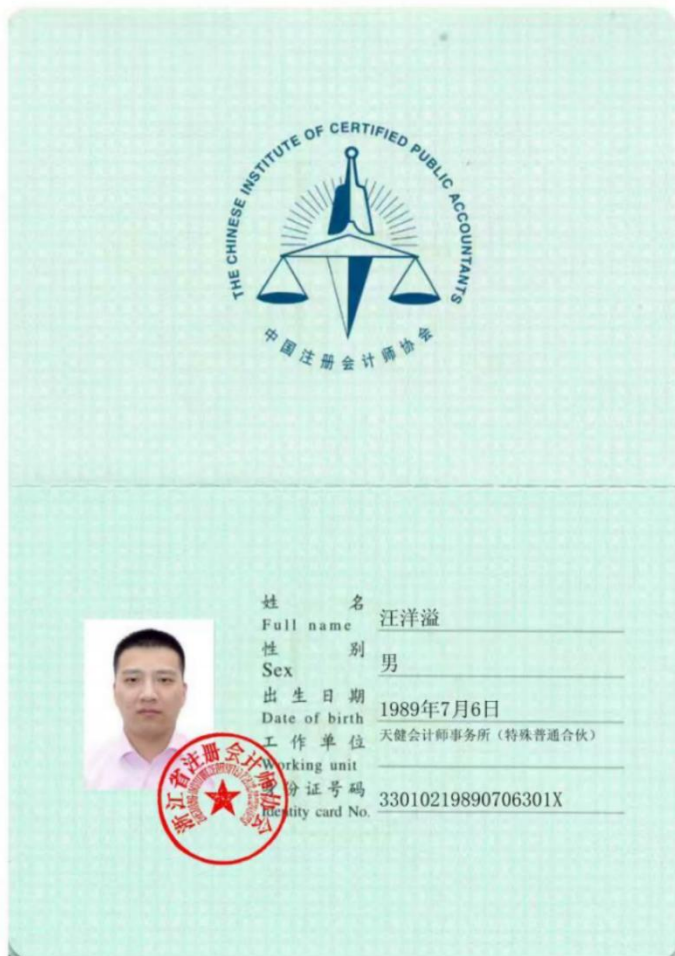 THE CHINESE INSTITUTE OF CERTIFIED PUBLIC ACCOUNTANTS
中国注册会计师协会
姓 名
Full name
汪洋溢
性 别
Sex
男
出生日期
Date of birth
1989年7月6日
工作单位
Working unit
天健会计师事务所（特殊普通合伙）
身份证号码
Identity card No.
33010219890706301X
浙江省注册会计师协会